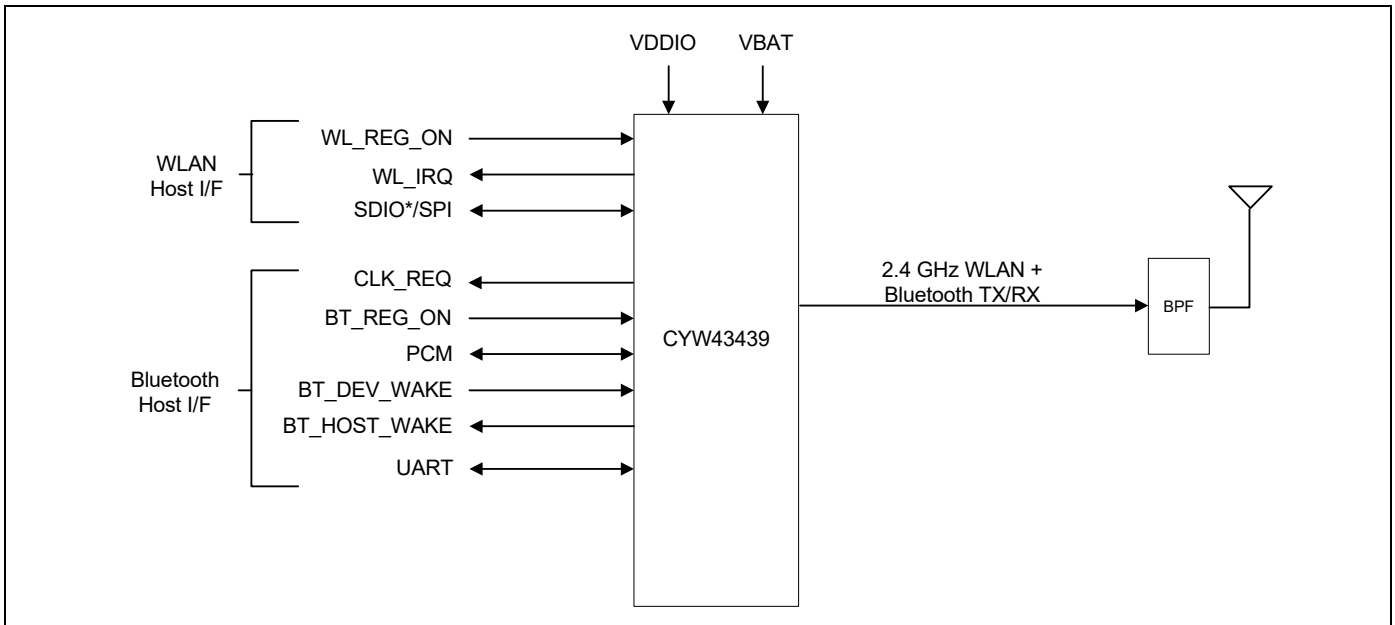 VDDIO
VBAT
WLAN
Host I/F
WL_REG_ON
WL_IRQ
SDIO*/SPI
Bluetooth
Host I/F
CLK_REQ
BT_REG_ON
PCM
BT_DEV_WAKE
BT_HOST_WAKE
UART
CYW43439
2.4 GHz WLAN +
Bluetooth TX/RX
BPF